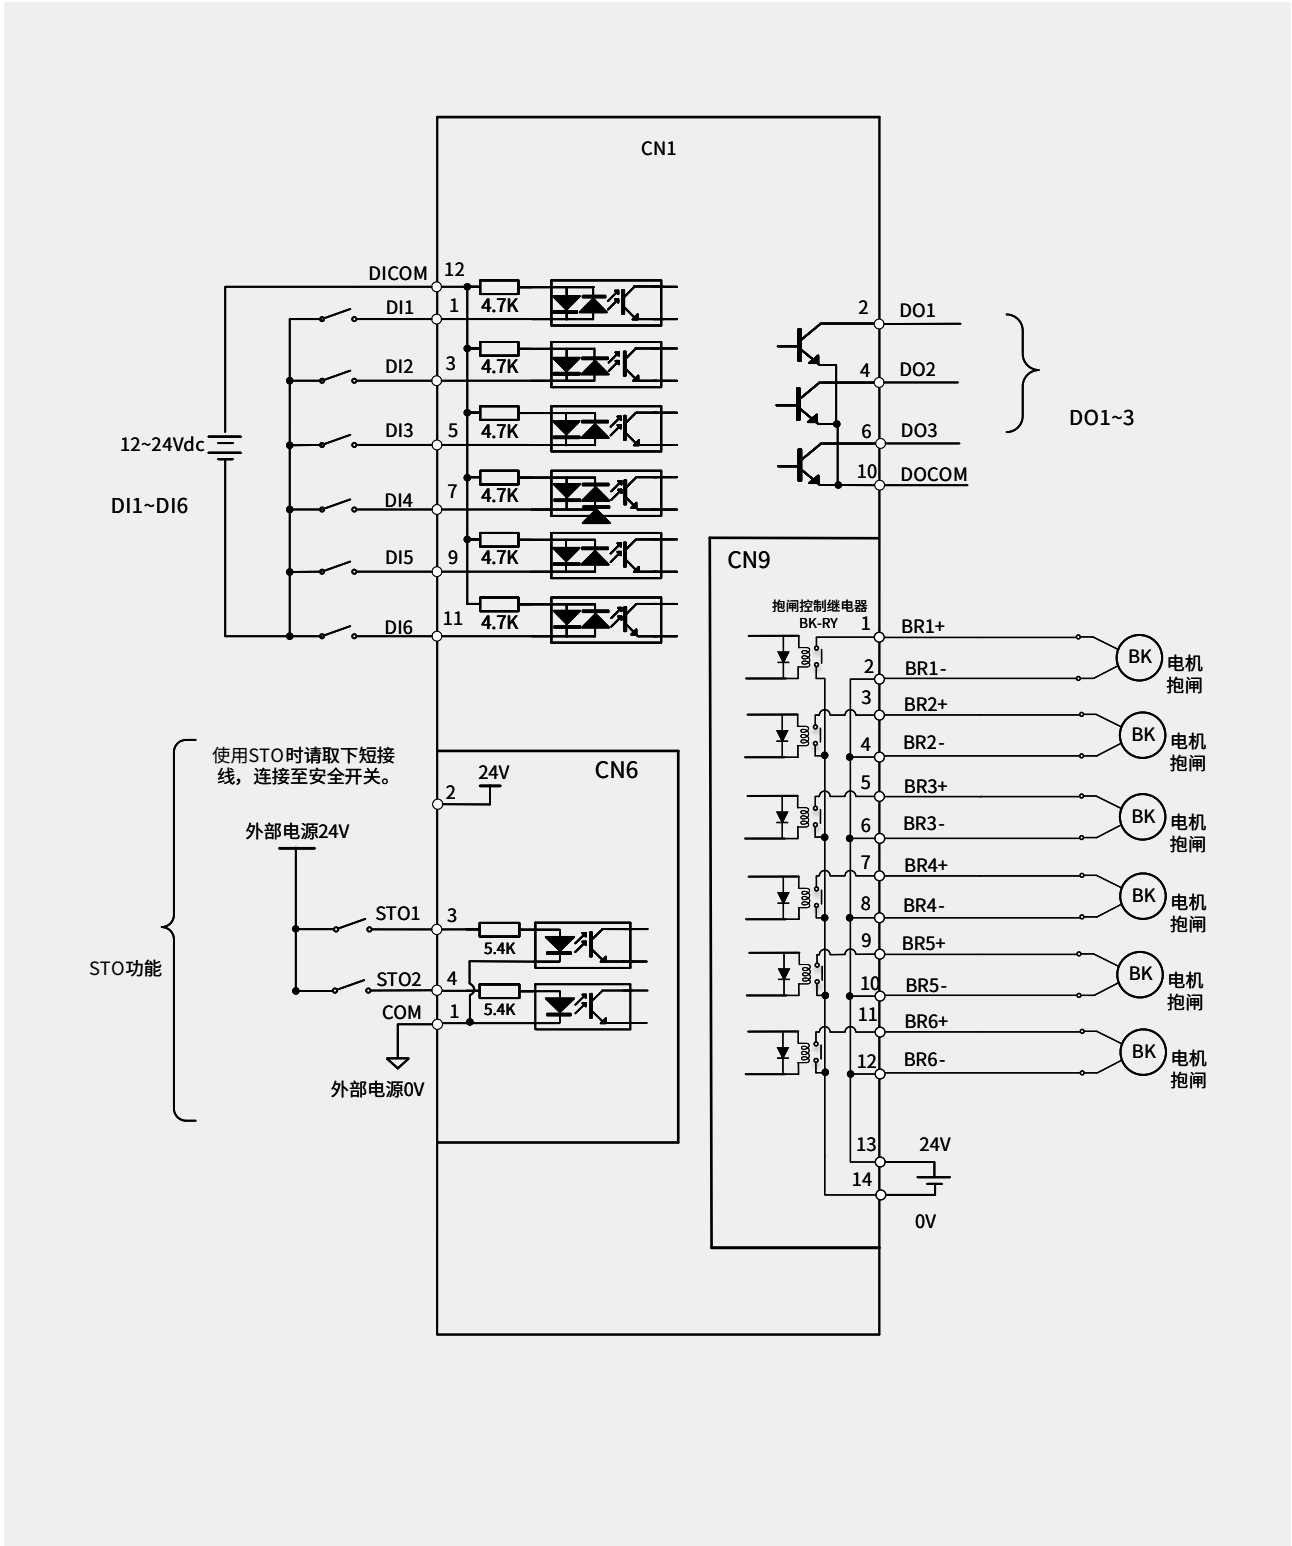 CN1
DICOM 12
4.7K
DI1 1
DI2 3
4.7K
DI3 5
4.7K
12~24Vdc
DI1~DI6
DI4 7
4.7K
DI5 9
4.7K
DI6 11
4.7K
2 DO1
4 DO2
6 DO3
10 DOCOM
DO1~3
CN9
抱闸控制继电器
BK-RY
1 BR1+
2 BR1-
BK
电机
抱闸
3 BR2+
4 BR2-
BK
电机
抱闸
5 BR3+
6 BR3-
BK
电机
抱闸
7 BR4+
8 BR4-
BK
电机
抱闸
9 BR5+
10 BR5-
BK
电机
抱闸
11 BR6+
12 BR6-
BK
电机
抱闸
13 24V
14
0V
使用STO时请取下短接
线，连接至安全开关。
CN6
24V
2
外部电源24V
STO1 3
5.4K
STO功能
STO2 4
5.4K
COM 1
外部电源0V